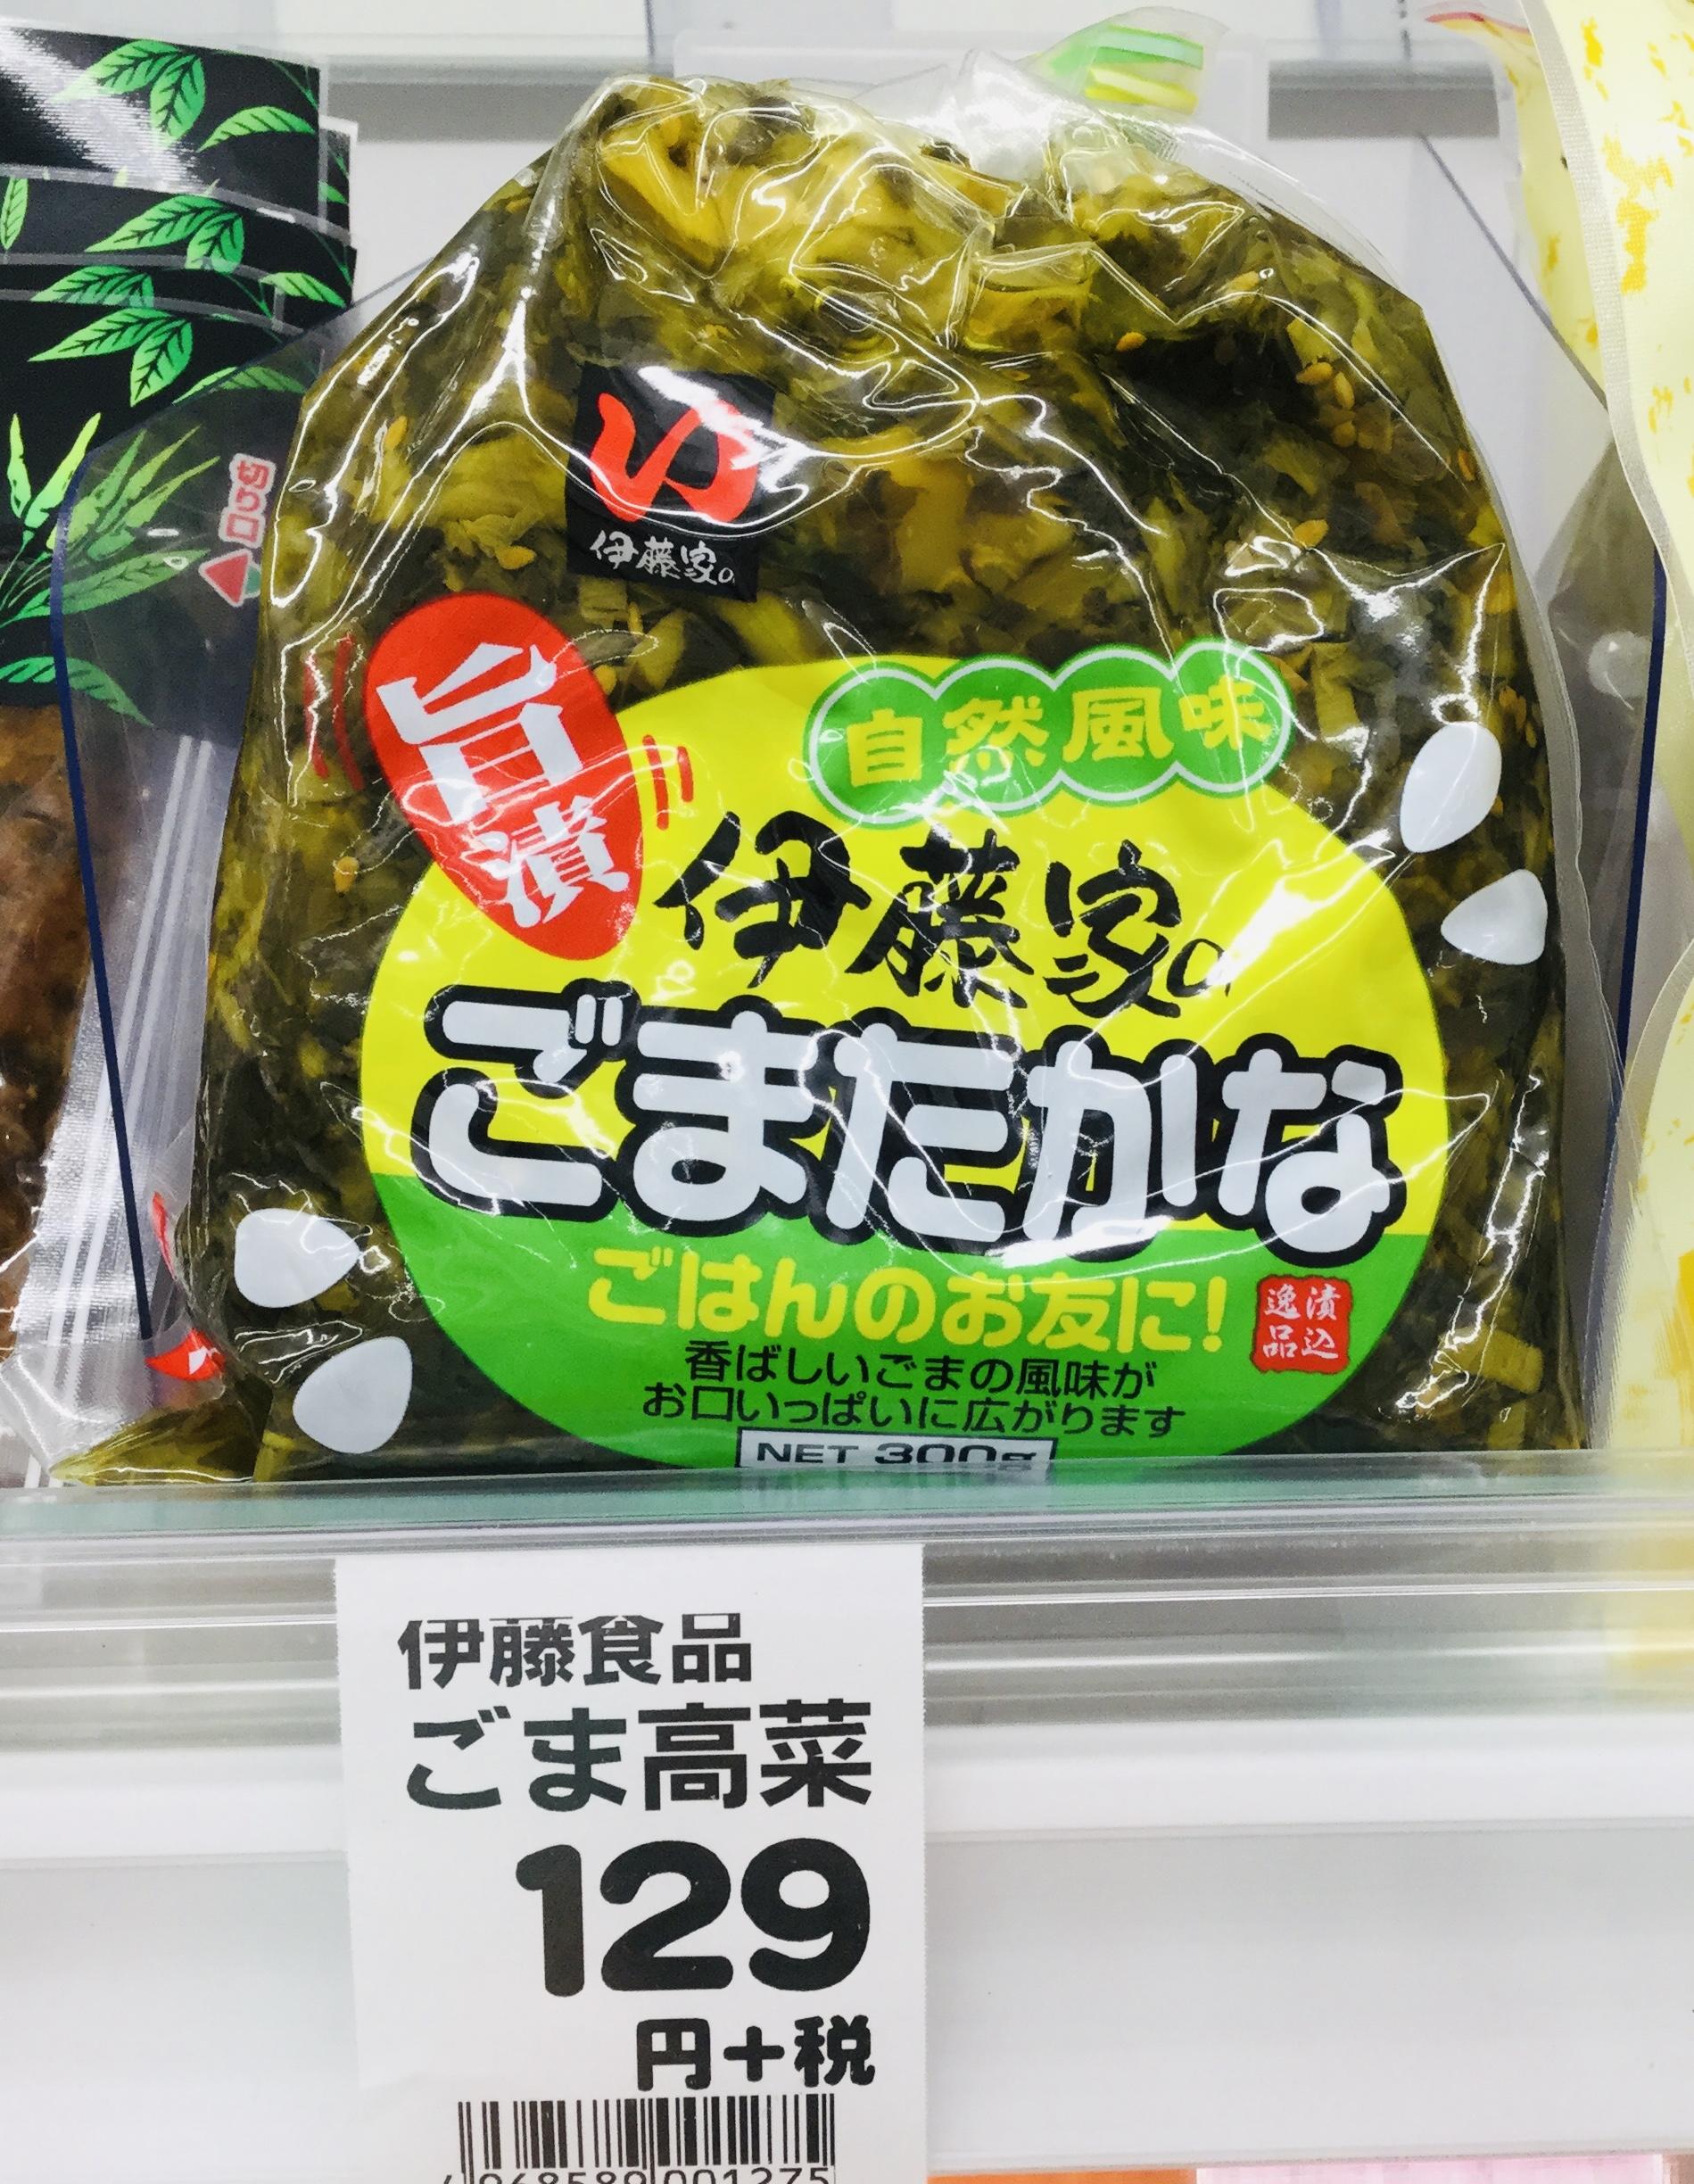 い
伊藤家の
旨漬
自然風味
伊藤家の
ごまたかな
ごはんのお友に!
漬込逸品
香ばしいごまの風味が
お口いっぱいに広がります
NET 300g
伊藤食品
ごま高菜
129
円+税
4968589001275